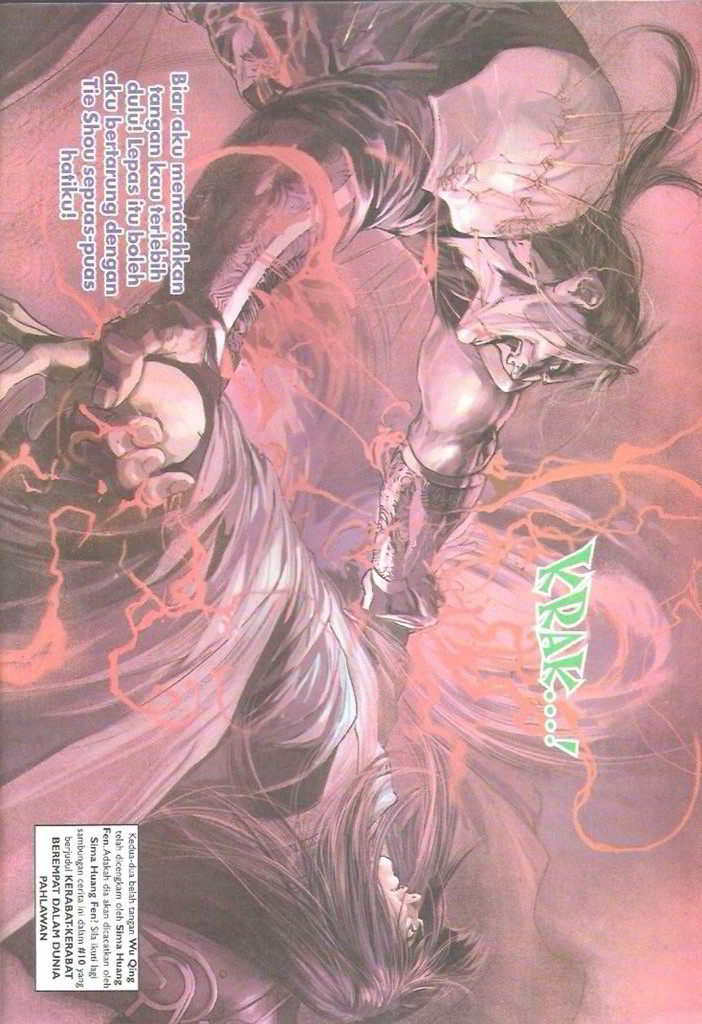 Biar aku mematahkan
tangan kau terlebih
dulu! Lepas itu boleh
aku bertarung dengan
Tie Shou sepuas-puas
hatiku!
KRAK...!
Kedua-dua belah tangan Wu Qing
telah dicengkam oleh Sima Huang
Fen. Adakah dia akan dicacatkan oleh
Sima Huang Fen? Sila ikuti lagi
sambungan cerita ini dalam #10 yang
berjudul KERABAT-KERABAT
BEREMPAT DALAM DUNIA
PAHLAWAN